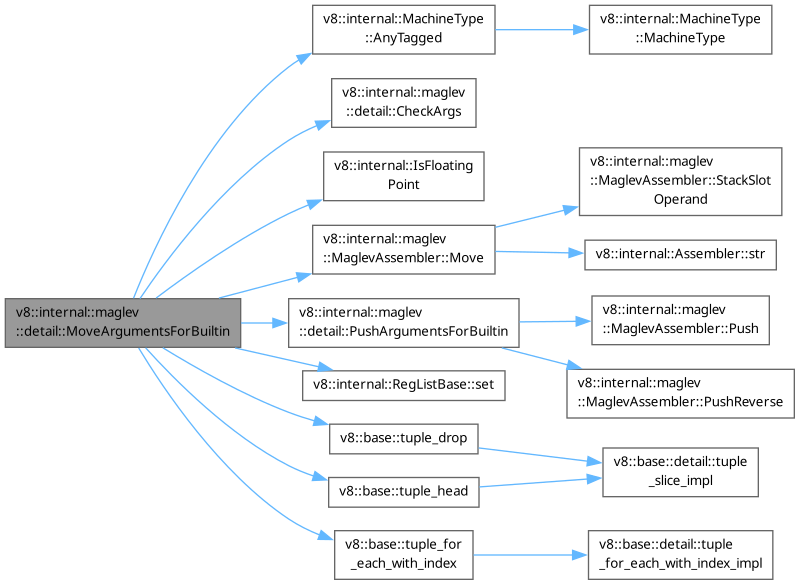 v8::internal::MachineType
::AnyTagged
v8::internal::MachineType
::MachineType
v8::internal::maglev
::detail::CheckArgs
v8::internal::IsFloating
Point
v8::internal::maglev
::MaglevAssembler::StackSlot
Operand
v8::internal::maglev
::MaglevAssembler::Move
v8::internal::Assembler::str
v8::internal::maglev
::detail::MoveArgumentsForBuiltin
v8::internal::maglev
::detail::PushArgumentsForBuiltin
v8::internal::maglev
::MaglevAssembler::Push
v8::internal::RegListBase::set
v8::internal::maglev
::MaglevAssembler::PushReverse
v8::base::tuple_drop
v8::base::detail::tuple
_slice_impl
v8::base::tuple_head
v8::base::tuple_for
_each_with_index
v8::base::detail::tuple
_for_each_with_index_impl